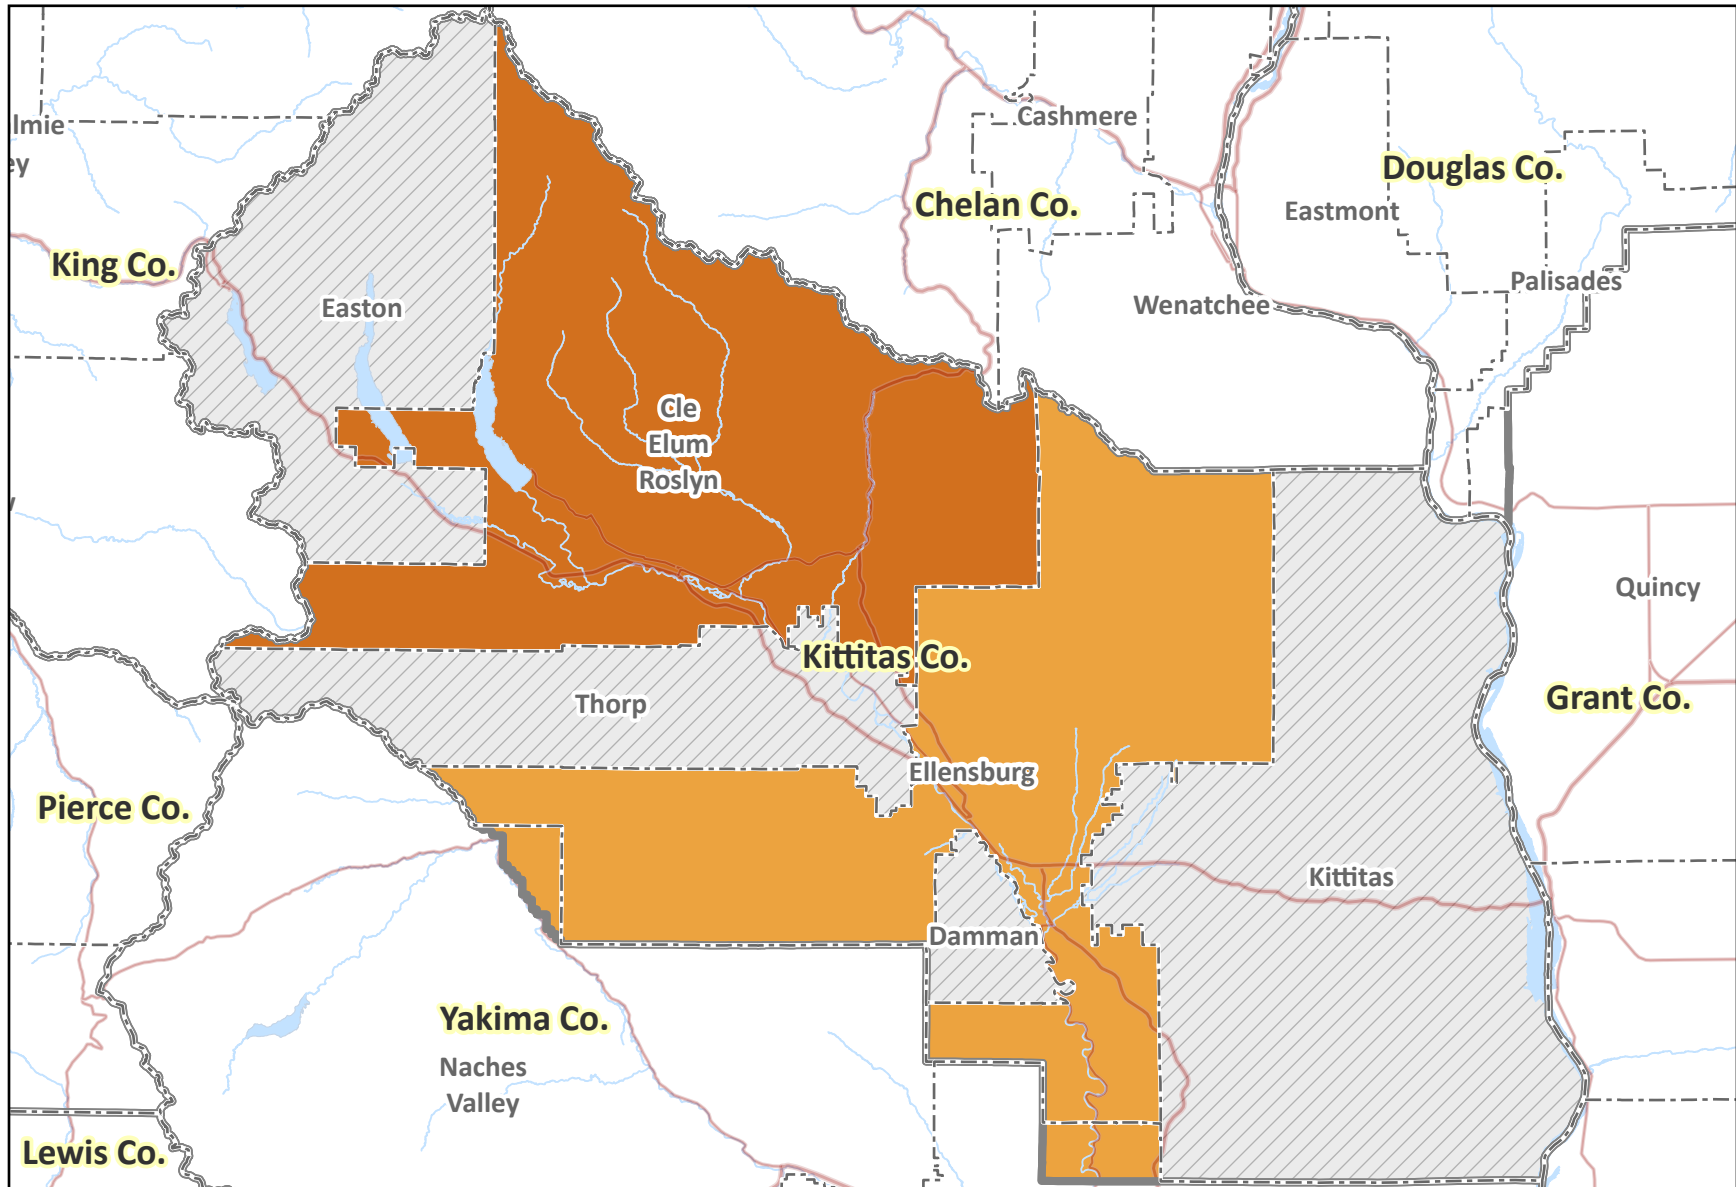 Cashmere
lmie
ey
Douglas Co.
Chelan Co.
Eastmont
King Co.
Palisades
Easton
Wenatchee
Cle
Elum
Roslyn
Quincy
Kittitas Co.
Thorp
Grant Co.
Ellensburg
Pierce Co.
Kittitas
Damman
Yakima Co.
Naches
Valley
Lewis Co.